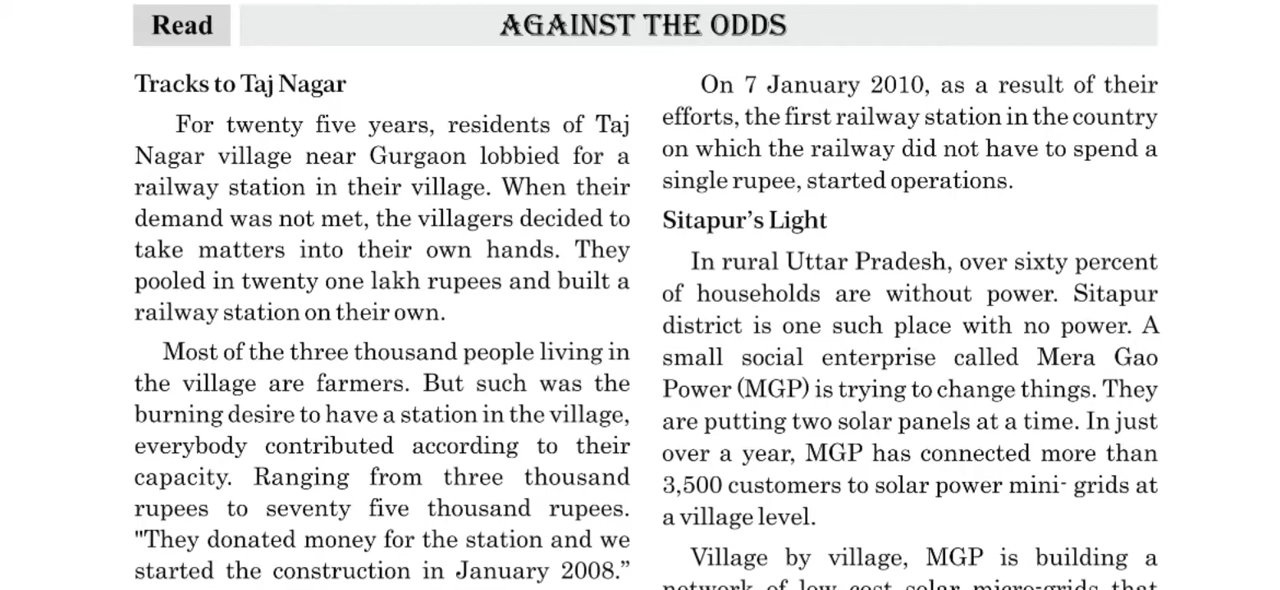 Read
AGAINST THE ODDS
Tracks to Taj Nagar
For twenty five years, residents of Taj
Nagar village near Gurgaon lobbied for a
railway station in their village. When their
demand was not met, the villagers decided to
take matters into their own hands. They
pooled in twenty one lakh rupees and built a
railway station on their own.
Most of the three thousand people living in
the village are farmers. But such was the
burning desire to have a station in the village,
everybody contributed according to their
capacity. Ranging from three thousand
rupees to seventy five thousand rupees.
"They donated money for the station and we
started the construction in January 2008.”
On 7 January 2010, as a result of their
efforts, the first railway station in the country
on which the railway did not have to spend a
single rupee, started operations.
Sitapur’s Light
In rural Uttar Pradesh, over sixty percent
of households are without power. Sitapur
district is one such place with no power. A
small social enterprise called Mera Gao
Power (MGP) is trying to change things. They
are putting two solar panels at a time. In just
over a year, MGP has connected more than
3,500 customers to solar power mini- grids at
a village level.
Village by village, MGP is building a
network of low cost solar micro-grids that